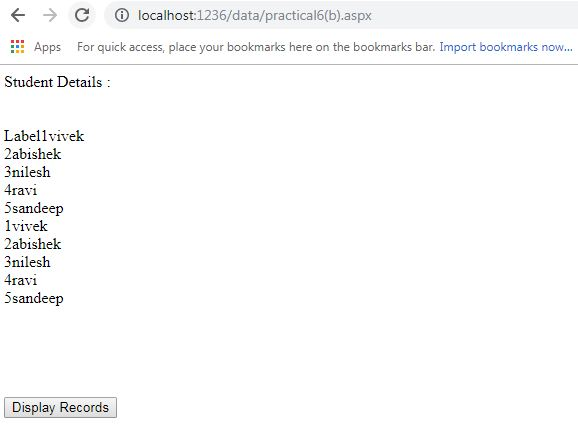 localhost:1236/data/practical6(b).aspx
Apps For quick access, place your bookmarks here on the bookmarks bar. Import bookmarks now...
Student Details :
Label1vivek
2abishek
3nilesh
4ravi
5sandeep
1vivek
2abishek
3nilesh
4ravi
5sandeep
Display Records